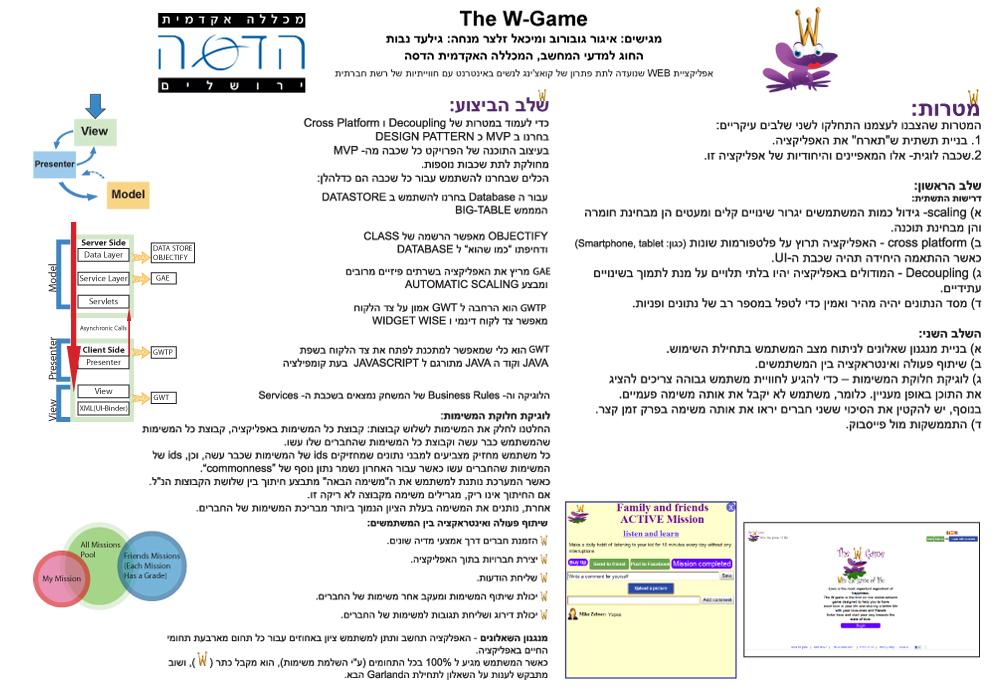 The W-Game
מגישים: איגור גובורוב ומיכאל זלצר מנחה: גילעד נבות
החוג למדעי המחשב, המכללה האקדמית הדסה
אפליקציית WEB שנועדה לתת פתרון של קואצ'ינג לנשים באינטרנט עם חווייתיות של רשת חברתית
מכללה אקדמית
הדסה
ירושלים
מטרות:
המטרות שהצבנו לעצמנו התחלקו לשני שלבים עיקריים:
1. בניית תשתית ש"תארח" את האפליקציה.
2.שכבה לוגית- אלו המאפיינים והיחודיות של אפליקציה זו.
שלב הראשון:
דרישות התשתית:
א) scaling- גידול כמות המשתמשים יגרור שינויים קלים ומעטים הן מבחינת חומרה
והן מבחינת תוכנה.
ב) cross platform - האפליקציה תרוץ על פלטפורמות שונות (כגון: Smartphone, tablet)
כאשר ההתאמה היחידה תהיה שכבת ה-UI.
ג) Decoupling - המודולים באפליקציה יהיו בלתי תלויים על מנת לתמוך בשינויים
עתידיים.
ד) מסד הנתונים יהיה מהיר ואמין כדי לטפל במספר רב של נתונים ופניות.
השלב השני:
א) בניית מנגנון שאלונים לניתוח מצב המשתמש בתחילת השימוש.
ב) שיתוף פעולה ואינטראקציה בין המשתמשים.
ג) לוגיקת חלוקת המשימות – כדי להגיע לחוויית משתמש גבוהה צריכים להציג
את התוכן באופן מעניין. כלומר, משתמש לא יקבל את אותה משימה פעמיים.
בנוסף, יש להקטין את הסיכוי ששני חברים יראו את אותה משימה בפרק זמן קצר.
ד) התממשקות מול פייסבוק.
שלב הביצוע:
כדי לעמוד במטרות של Decoupling ו Cross Platform
בחרנו ב MVP כ DESIGN PATTERN
בעיצוב התוכנה של הפרויקט כל שכבה מה- MVP
מחולקת לתת שכבות נוספות.
הכלים שבחרנו להשתמש עבור כל שכבה הם כדלהלן:
עבור ה Database בחרנו להשתמש ב DATASTORE
המממש BIG-TABLE
OBJECTIFY מאפשר הרשמה של CLASS
ודחיפתו "כמו שהוא" ל DATABASE
GAE מריץ את האפליקציה בשרתים פיזיים מרובים
ומבצע AUTOMATIC SCALING
GWTP הוא הרחבה ל GWT אמון על צד הלקוח
מאפשר צד לקוח דינמי ו WIDGET WISE
GWT הוא כלי שמאפשר למתכנת לפתח את צד הלקוח בשפת
JAVA וקוד ה JAVA מתורגם ל JAVASCRIPT בעת קומפילציה
הלוגיקה וה- Business Rules של המשחק נמצאים בשכבת ה- Services
לוגיקת חלוקת המשימות:
החלטנו לחלק את המשימות לשלוש קבוצות: קבוצת כל המשימות באפליקציה, קבוצת כל המשימות
שהמשתמש כבר עשה וקבוצת כל המשימות שהחברים שלו עשו.
כל משתמש מחזיק מצביעים למבני נתונים שמחזיקים ids של המשימות שכבר עשה, וכן, ids של
המשימות שהחברים עשו כאשר עבור האחרון נשמר נתון נוסף של "commonness".
כאשר המערכת נותנת למשתמש את ה"משימה הבאה" מתבצע חיתוך בין שלושת הקבוצות הנ"ל.
אם החיתוך אינו ריק, מגרילים משימה מקבוצה לא ריקה זו.
אחרת, נותנים את המשימה בעלת הציון הנמוך ביותר מבריכת המשימות של החברים.
שיתוף פעולה ואינטראקציה בין המשתמשים:
הזמנת חברים דרך אמצעי מדיה שונים.
יצירת חברויות בתוך האפליקציה.
שליחת הודעות.
יכולת שיתוף המשימות ומעקב אחר משימות של החברים.
יכולת דירוג ושליחת תגובות למשימות של החברים.
מנגנון השאלונים - האפלקציה תחשב ותתן למשתמש ציון באחוזים עבור כל תחום מארבעת תחומי
החיים באפליקציה.
כאשר המשתמש מגיע ל 100% בכל התחומים (ע"י השלמת משימות), הוא מקבל כתר ( ), ושוב
מתבקש לענות על השאלון לתחילת הGarland הבא.
View
Presenter
Model
Server Side
Data Layer
DATA STORE
OBJECTIFY
Service Layer
GAE
Servlets
Model
Asynchronic Calls
Client Side
GWTP
Presenter
Presenter
View
GWT
XML(UI-Binder)
View
All Missions
Pool
My Mission
Friends Missions
(Each Mission
Has a Grade)
Family and friends
ACTIVE Mission
X
listen and learn
Make a daily habit of listening to your kid for 10 minutes every day without any
interruptions
Buy tip
Send to friend
Post to Facebook
Mission completed
Write a comment for yourself
Save
Upload a picture
Add comment
Mike Zeltzer: Yupiii
The W Game
Win the game of life